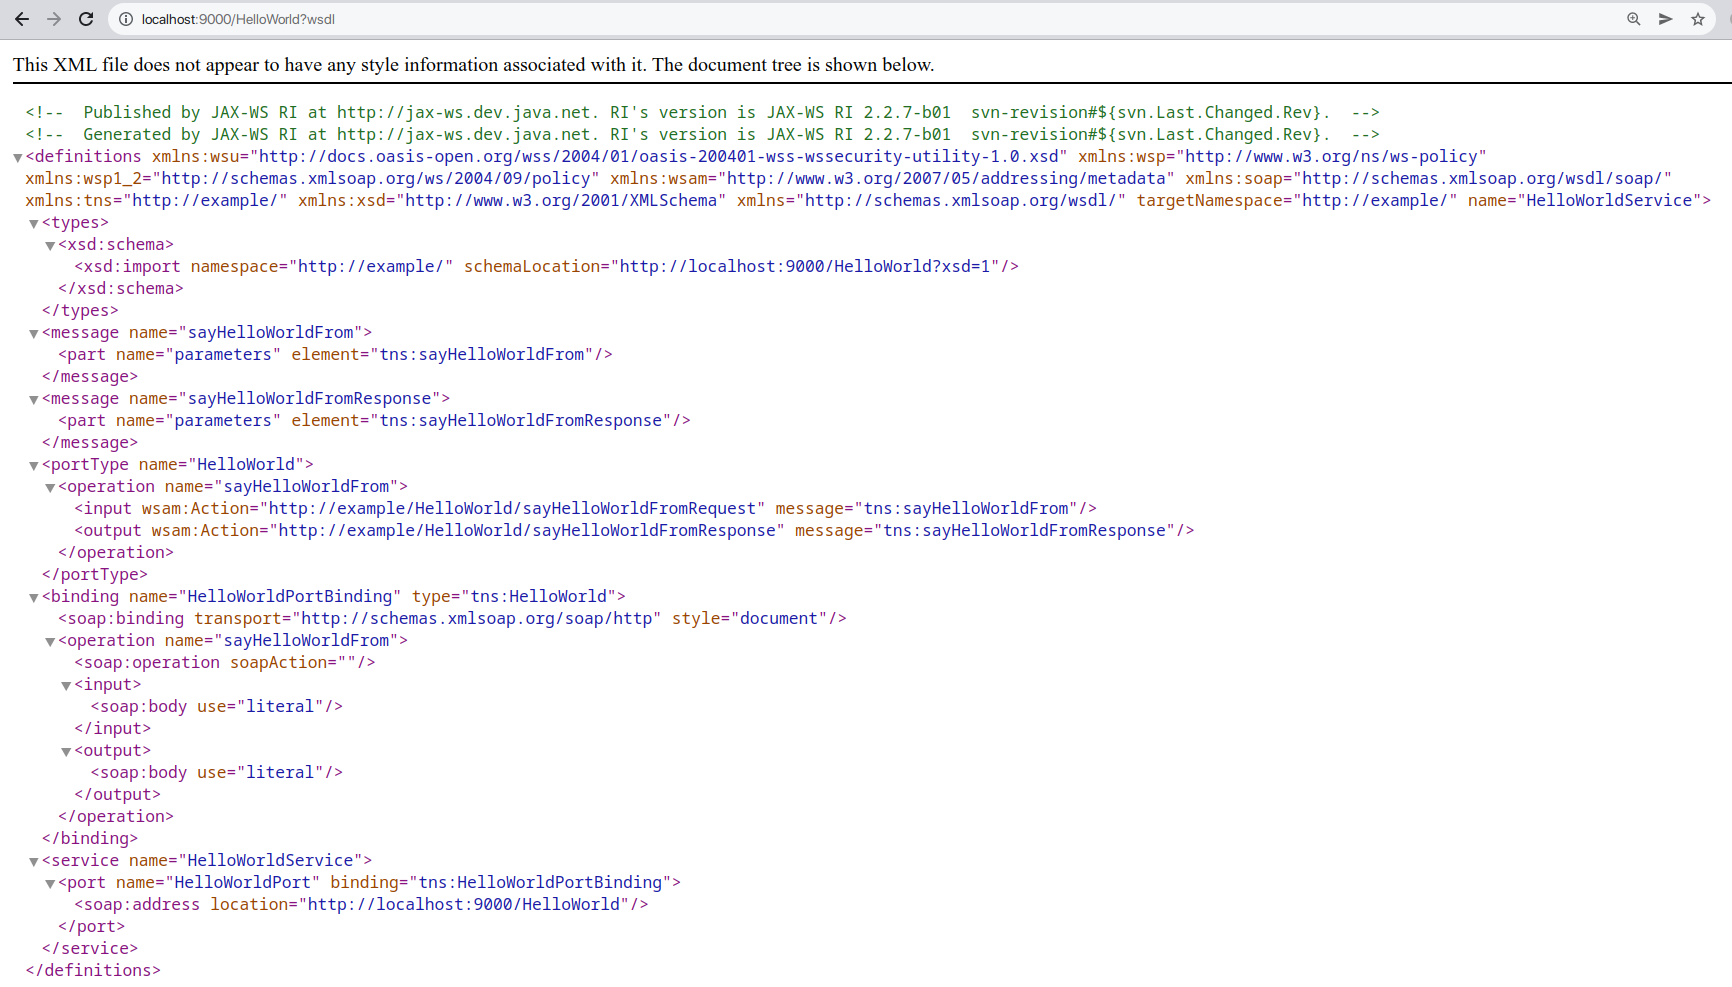 localhost:9000/HelloWorld?wsdl
This XML file does not appear to have any style information associated with it. The document tree is shown below.
<!--  Published by JAX-WS RI at http://jax-ws.dev.java.net. RI's version is JAX-WS RI 2.2.7-b01  svn-revision#${svn.Last.Changed.Rev}.  -->
<!--  Generated by JAX-WS RI at http://jax-ws.dev.java.net. RI's version is JAX-WS RI 2.2.7-b01  svn-revision#${svn.Last.Changed.Rev}.  -->
▼<definitions xmlns:wsu="http://docs.oasis-open.org/wss/2004/01/oasis-200401-wss-wssecurity-utility-1.0.xsd" xmlns:wsp="http://www.w3.org/ns/ws-policy"
xmlns:wsp1_2="http://schemas.xmlsoap.org/ws/2004/09/policy" xmlns:wsam="http://www.w3.org/2007/05/addressing/metadata" xmlns:soap="http://schemas.xmlsoap.org/wsdl/soap/"
xmlns:tns="http://example/" xmlns:xsd="http://www.w3.org/2001/XMLSchema" xmlns="http://schemas.xmlsoap.org/wsdl/" targetNamespace="http://example/" name="HelloWorldService">
▼<types>
▼<xsd:schema>
<xsd:import namespace="http://example/" schemaLocation="http://localhost:9000/HelloWorld?xsd=1"/>
</xsd:schema>
</types>
▼<message name="sayHelloWorldFrom">
<part name="parameters" element="tns:sayHelloWorldFrom"/>
</message>
▼<message name="sayHelloWorldFromResponse">
<part name="parameters" element="tns:sayHelloWorldFromResponse"/>
</message>
▼<portType name="HelloWorld">
▼<operation name="sayHelloWorldFrom">
<input wsam:Action="http://example/HelloWorld/sayHelloWorldFromRequest" message="tns:sayHelloWorldFrom"/>
<output wsam:Action="http://example/HelloWorld/sayHelloWorldFromResponse" message="tns:sayHelloWorldFromResponse"/>
</operation>
</portType>
▼<binding name="HelloWorldPortBinding" type="tns:HelloWorld">
<soap:binding transport="http://schemas.xmlsoap.org/soap/http" style="document"/>
▼<operation name="sayHelloWorldFrom">
<soap:operation soapAction=""/>
▼<input>
<soap:body use="literal"/>
</input>
▼<output>
<soap:body use="literal"/>
</output>
</operation>
</binding>
▼<service name="HelloWorldService">
▼<port name="HelloWorldPort" binding="tns:HelloWorldPortBinding">
<soap:address location="http://localhost:9000/HelloWorld"/>
</port>
</service>
</definitions>